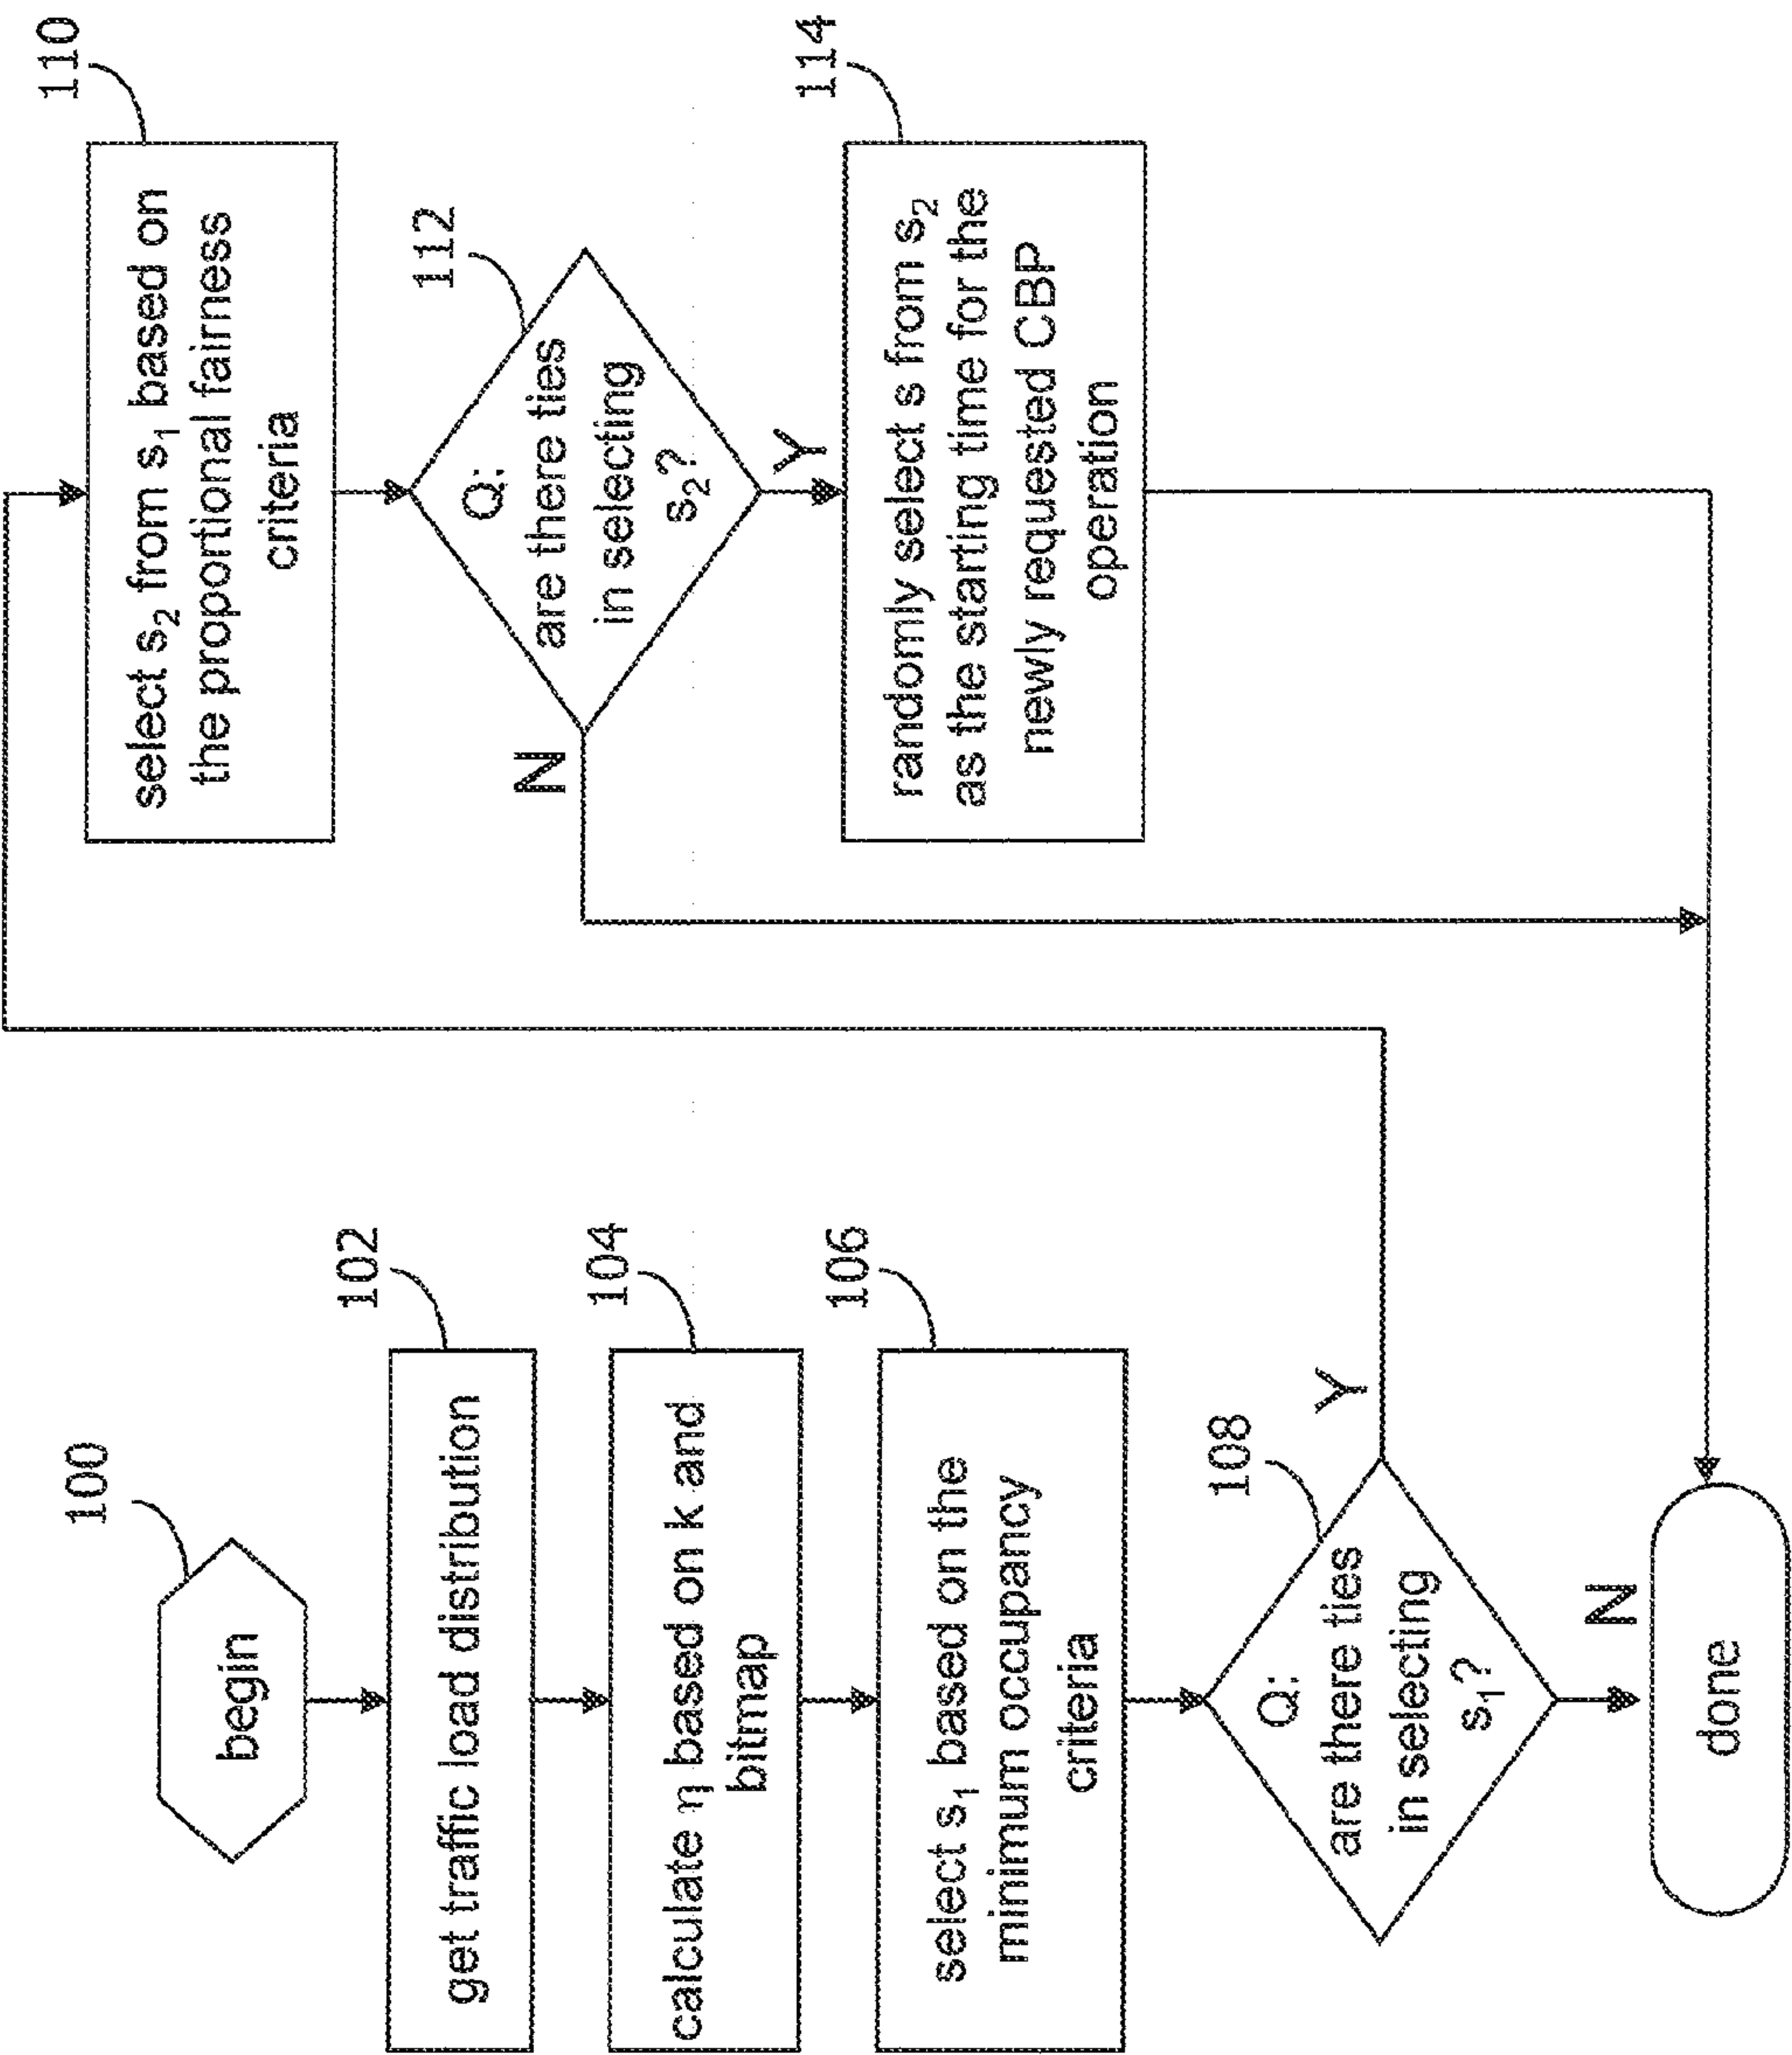 100
begin
102
get traffic load distribution
104
calculate η based on k and
bitmap
106
select s₁ based on the
minimum occupancy
criteria
108
Q:
are there ties
in selecting
s₁?
Y
N
done
110
select s₂ from s₁ based on
the proportional fairness
criteria
112
Q:
are there ties
in selecting
s₂?
N
Y
114
randomly select s from s₂
as the starting time for the
newly requested CBP
operation